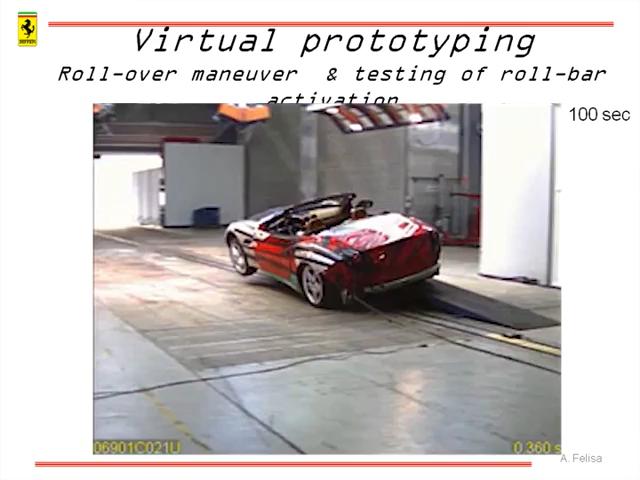 Virtual prototyping
Roll-over maneuver & testing of roll-bar
activation
100 sec
06901C021U
0.360 s
A. Felisa